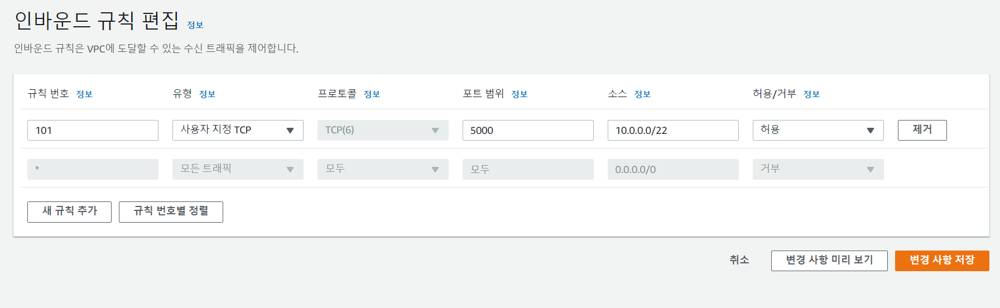 인바운드 규칙 편집 정보
인바운드 규칙은 VPC에 도달할 수 있는 수신 트래픽을 제어합니다.
규칙 번호 정보 유형 정보 프로토콜 정보 포트 범위 정보 소스 정보 허용/거부 정보
101 사용자 지정 TCP TCP(6) 5000 10.0.0.0/22 허용 제거
* 모든 트래픽 모두 모두 0.0.0.0/0 거부
새 규칙 추가 규칙 번호별 정렬
취소 변경 사항 미리 보기 변경 사항 저장